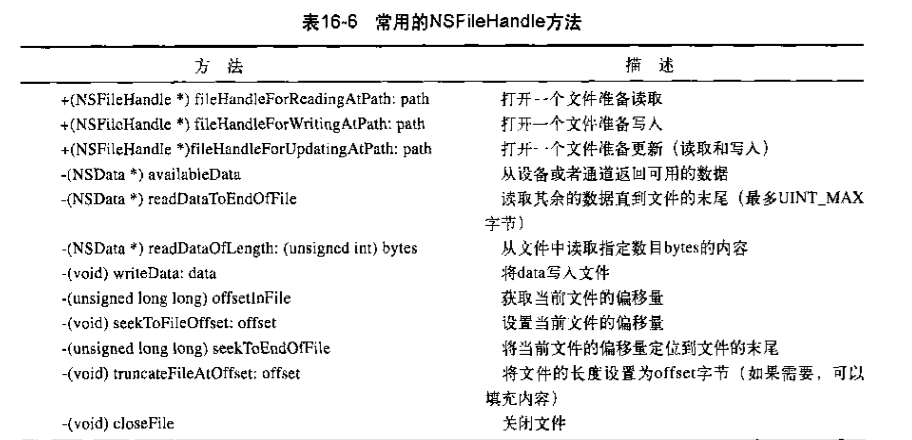 表16-6 常用的NSFileHandle方法
方 法 描 述
+(NSFileHandle *) fileHandleForReadingAtPath: path 打开一个文件准备读取
+(NSFileHandle *) fileHandleForWritingAtPath: path 打开一个文件准备写入
+(NSFileHandle *)fileHandleForUpdatingAtPath: path 打开一个文件准备更新（读取和写入）
-(NSData *) availableData 从设备或者通道返回可用的数据
-(NSData *) readDataToEndOfFile 读取其余的数据直到文件的末尾（最多UINT_MAX
字节）
-(NSData *) readDataOfLength: (unsigned int) bytes 从文件中读取指定数目bytes的内容
-(void) writeData: data 将data写入文件
-(unsigned long long) offsetInFile 获取当前文件的偏移量
-(void) seekToFileOffset: offset 设置当前文件的偏移量
-(unsigned long long) seekToEndOfFile 将当前文件的偏移量定位到文件的末尾
-(void) truncateFileAtOffset: offset 将文件的长度设置为offset字节（如果需要，可以
填充内容）
-(void) closeFile 关闭文件